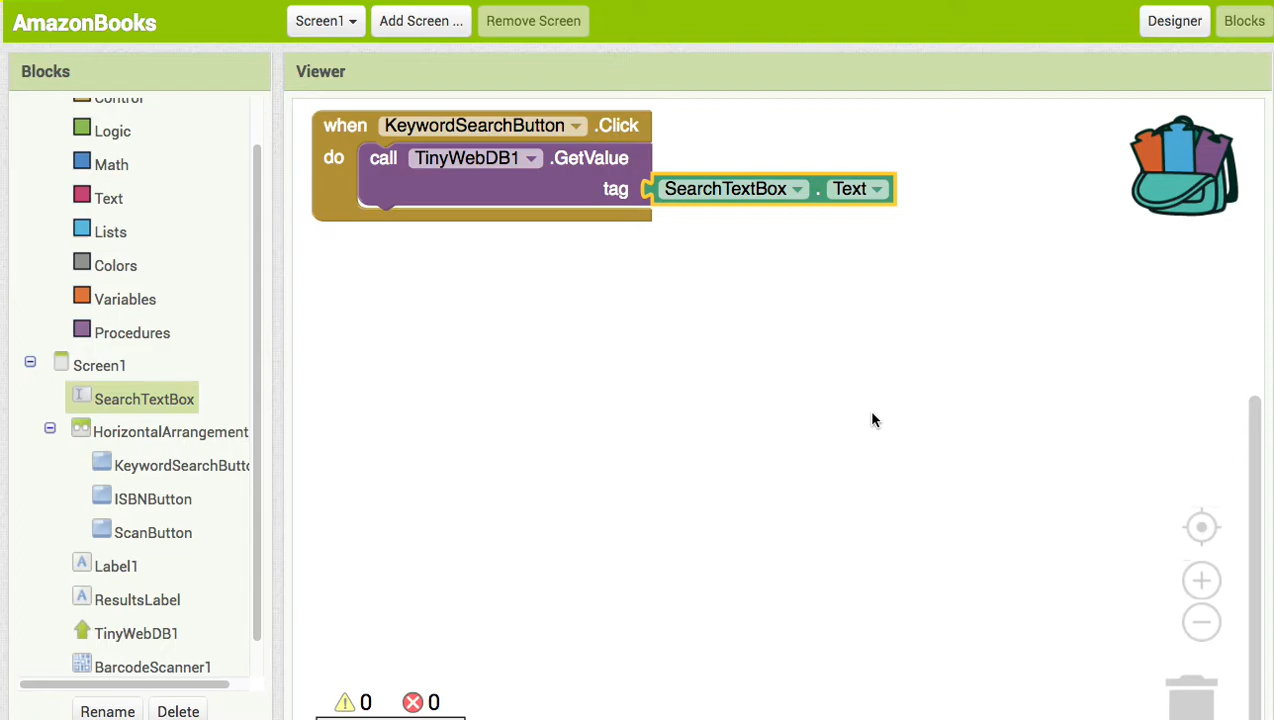 AmazonBooks
Screen1
Add Screen ...
Remove Screen
Designer
Blocks
Blocks
Viewer
Control
Logic
Math
Text
Lists
Colors
Variables
Procedures
Screen1
SearchTextBox
HorizontalArrangement
KeywordSearchButto
ISBNButton
ScanButton
Label1
ResultsLabel
TinyWebDB1
BarcodeScanner1
Rename
Delete
when KeywordSearchButton .Click
do call TinyWebDB1 .GetValue
tag SearchTextBox . Text
0 0